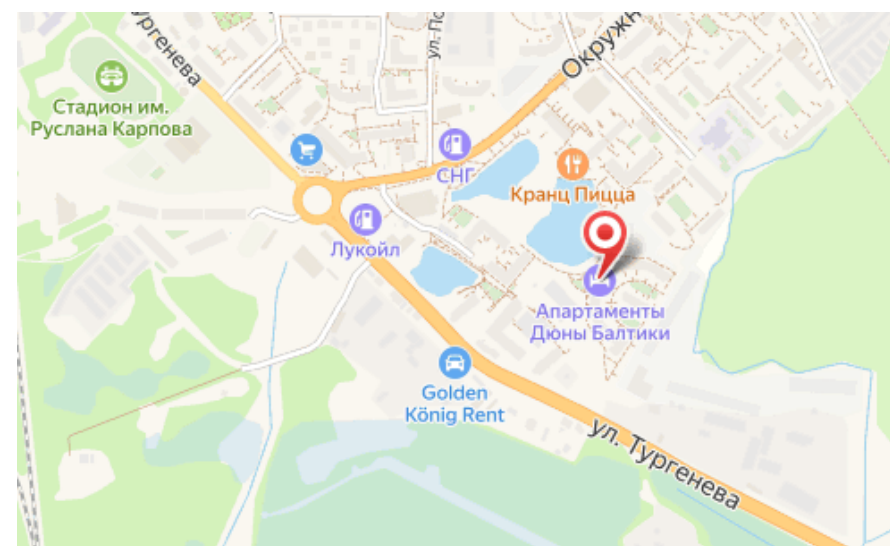 Тургенева
ул. По
Окружн
Стадион им.
Руслана Карпова
СНГ
Кранц Пицца
Лукойл
Апартаменты
Дюны Балтики
Golden
König Rent
ул. Тургенева